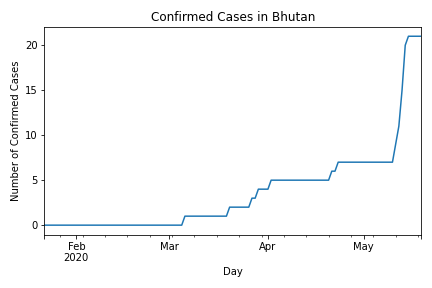 Confirmed Cases in Bhutan
Number of Confirmed Cases
20
15
10
5
0
Feb
2020
Mar
Apr
May
Day